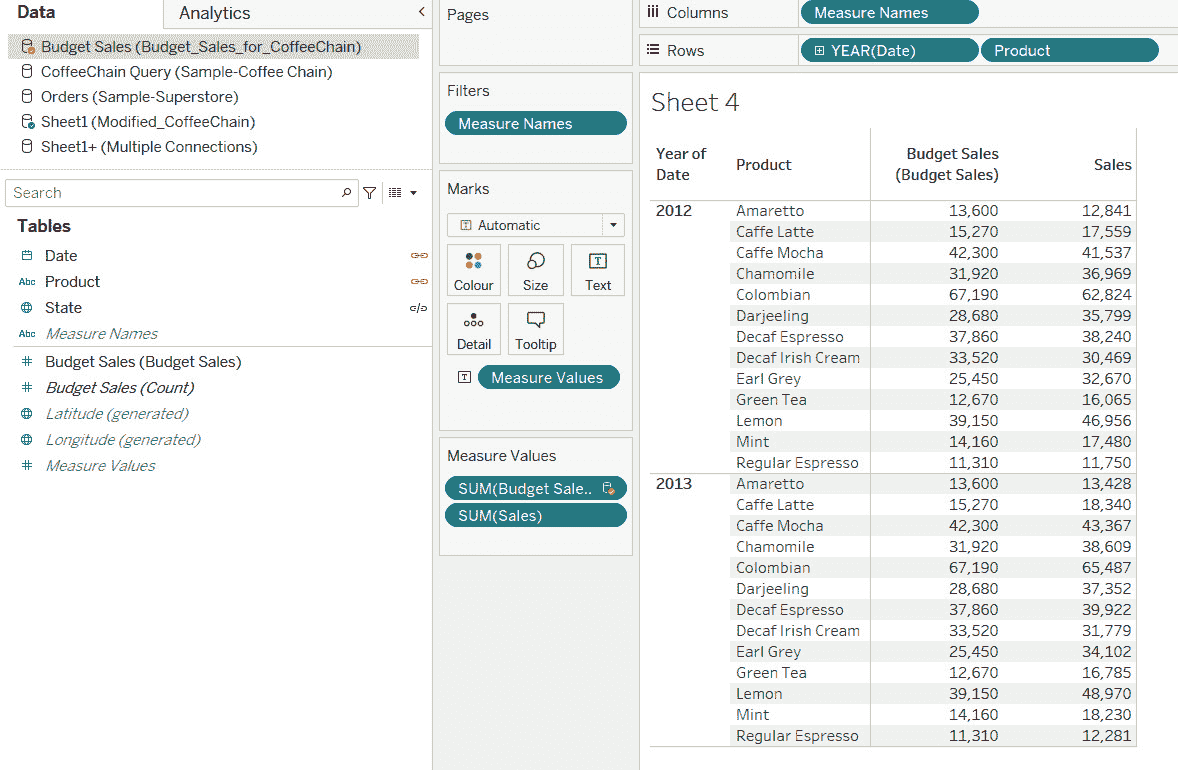 Data
Analytics
Budget Sales (Budget_Sales_for_CoffeeChain)
CoffeeChain Query (Sample-Coffee Chain)
Orders (Sample-Superstore)
Sheet1 (Modified_CoffeeChain)
Sheet1+ (Multiple Connections)
Search
Tables
Date
Abc Product
State
Abc Measure Names
# Budget Sales (Budget Sales)
# Budget Sales (Count)
Latitude (generated)
Longitude (generated)
# Measure Values
Pages
Filters
Measure Names
Marks
T Automatic
Colour Size Text
Detail Tooltip
T Measure Values
Measure Values
SUM(Budget Sale..
SUM(Sales)
Columns Measure Names
Rows YEAR(Date) Product
Sheet 4
Year of Date Product Budget Sales (Budget Sales) Sales
2012 Amaretto 13,600 12,841
Caffe Latte 15,270 17,559
Caffe Mocha 42,300 41,537
Chamomile 31,920 36,969
Colombian 67,190 62,824
Darjeeling 28,680 35,799
Decaf Espresso 37,860 38,240
Decaf Irish Cream 33,520 30,469
Earl Grey 25,450 32,670
Green Tea 12,670 16,065
Lemon 39,150 46,956
Mint 14,160 17,480
Regular Espresso 11,310 11,750
2013 Amaretto 13,600 13,428
Caffe Latte 15,270 18,340
Caffe Mocha 42,300 43,367
Chamomile 31,920 38,609
Colombian 67,190 65,487
Darjeeling 28,680 37,352
Decaf Espresso 37,860 39,922
Decaf Irish Cream 33,520 31,779
Earl Grey 25,450 34,102
Green Tea 12,670 16,785
Lemon 39,150 48,970
Mint 14,160 18,230
Regular Espresso 11,310 12,281